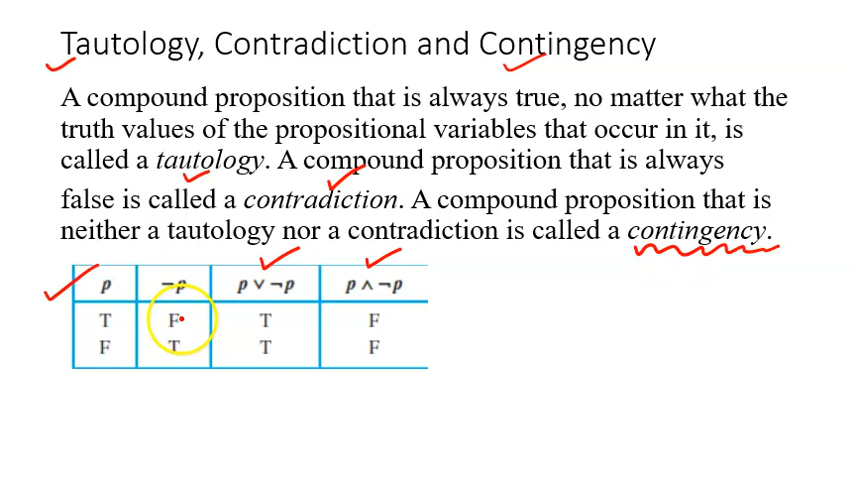 Tautology, Contradiction and Contingency
A compound proposition that is always true, no matter what the
truth values of the propositional variables that occur in it, is
called a tautology. A compound proposition that is always
false is called a contradiction. A compound proposition that is
neither a tautology nor a contradiction is called a contingency.
p ¬p p ∨ ¬p p ∧ ¬p
T F T F
F T T F